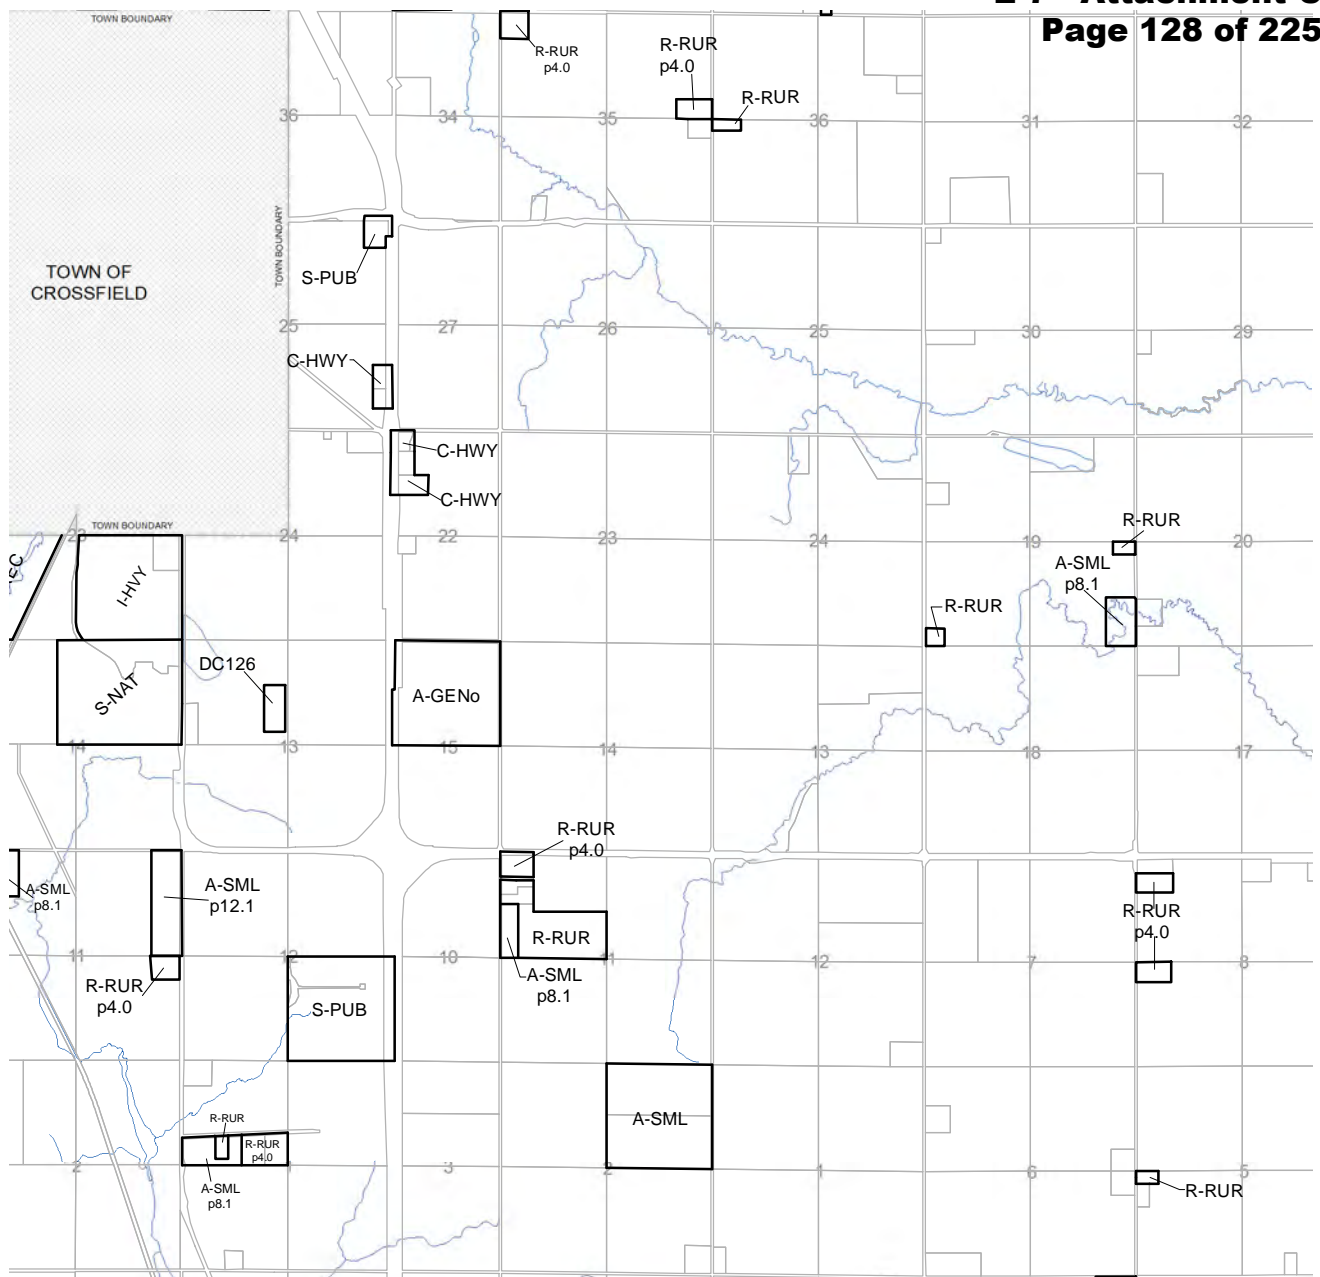 Page 128 of 225
TOWN BOUNDARY
R-RUR
p4.0
R-RUR
p4.0
R-RUR
36
34
35
36
31
32
TOWN BOUNDARY
S-PUB
TOWN OF
CROSSFIELD
25
27
26
25
30
29
C-HWY
C-HWY
C-HWY
TOWN BOUNDARY
23
24
22
23
24
19
20
R-RUR
A-SML
p8.1
I-HVY
R-RUR
DC126
S-NAT
A-GENo
14
13
15
14
13
18
17
R-RUR
p4.0
A-SML
p8.1
A-SML
p12.1
R-RUR
p4.0
R-RUR
11
12
10
11
12
7
8
A-SML
p8.1
R-RUR
p4.0
S-PUB
A-SML
R-RUR
R-RUR
p4.0
2
1
3
2
1
6
5
A-SML
p8.1
R-RUR